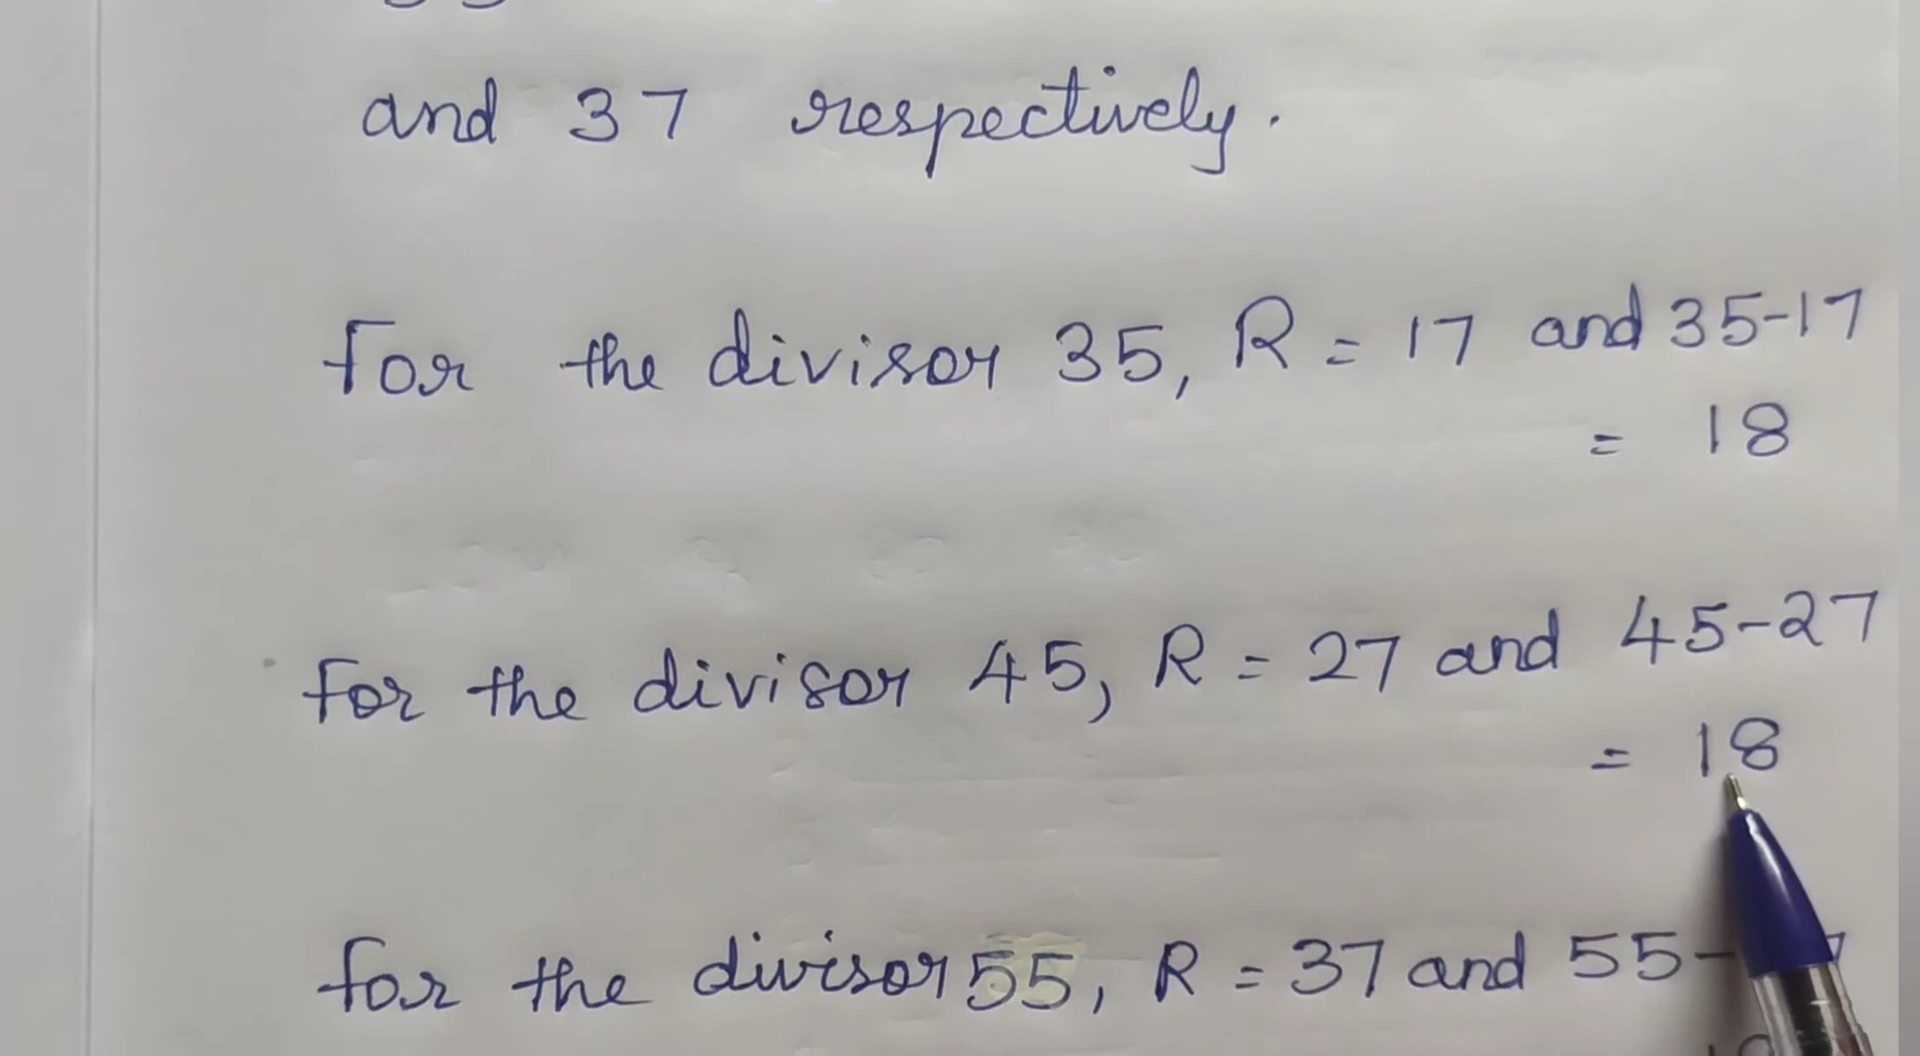 and 37 respectively.
For the divisor 35, R = 17 and 35-17
= 18
For the divisor 45, R = 27 and 45-27
= 18
for the divisor 55, R = 37 and 55-